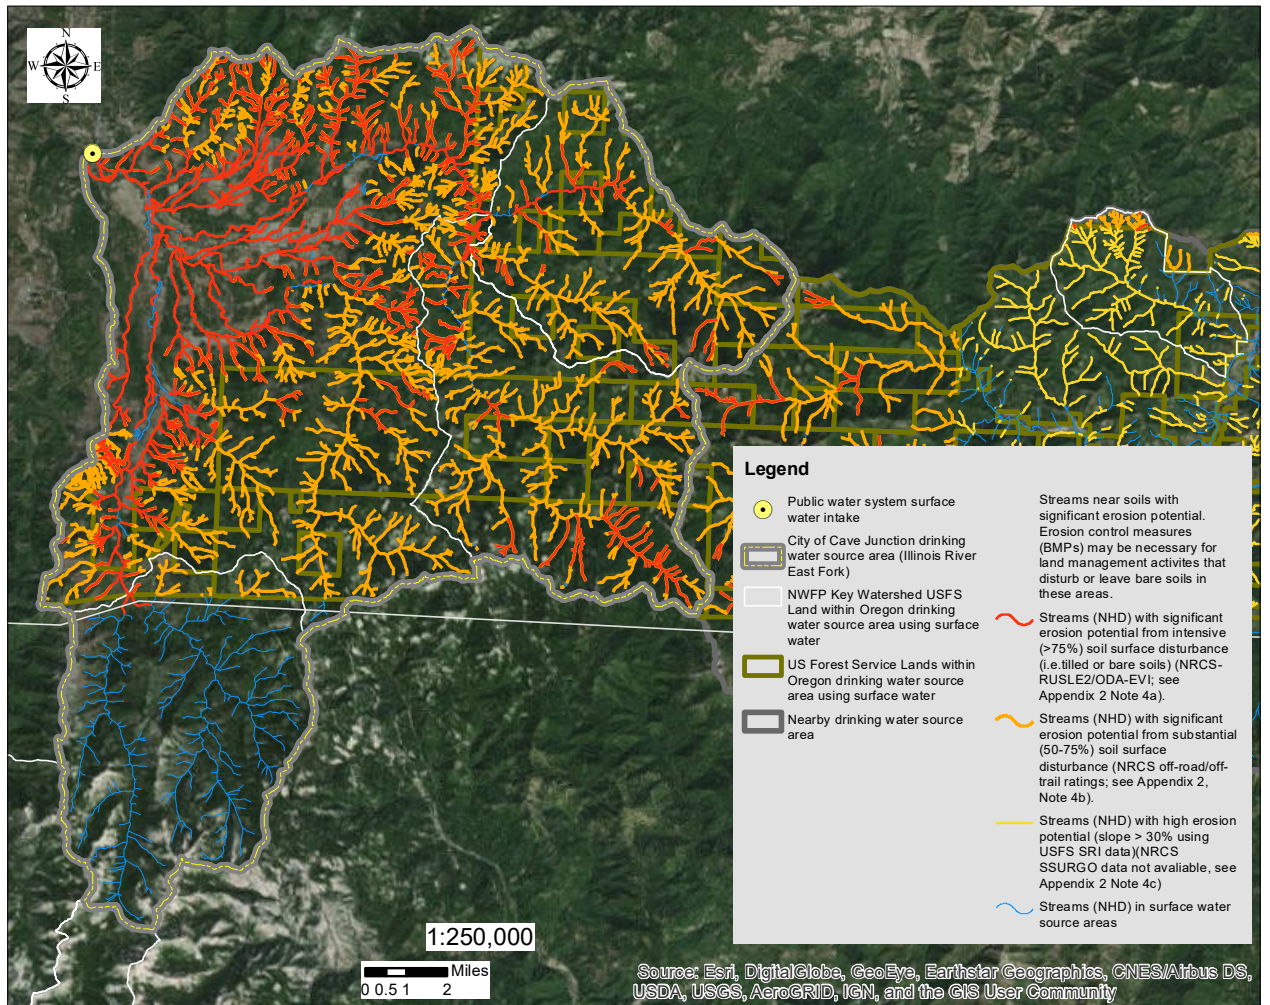 N
W E
S
Legend
Public water system surface
water intake
City of Cave Junction drinking
water source area (Illinois River
East Fork)
NWFP Key Watershed USFS
Land within Oregon drinking
water source area using surface
water
US Forest Service Lands within
Oregon drinking water source
area using surface water
Nearby drinking water source
area
Streams near soils with
significant erosion potential.
Erosion control measures
(BMPs) may be necessary for
land management activites that
disturb or leave bare soils in
these areas.
Streams (NHD) with significant
erosion potential from intensive
(>75%) soil surface disturbance
(i.e.tilled or bare soils) (NRCS-
RUSLE2/ODA-EVI; see
Appendix 2 Note 4a).
Streams (NHD) with significant
erosion potential from substantial
(50-75%) soil surface
disturbance (NRCS off-road/off-
trail ratings; see Appendix 2,
Note 4b).
Streams (NHD) with high erosion
potential (slope > 30% using
USFS SRI data)(NRCS
SSURGO data not avaliable, see
Appendix 2 Note 4c)
Streams (NHD) in surface water
source areas
1:250,000
Miles
0 0.5 1 2
Source: Esri, DigitalGlobe, GeoEye, Earthstar Geographics, CNES/Airbus DS,
USDA, USGS, AeroGRID, IGN, and the GIS User Community